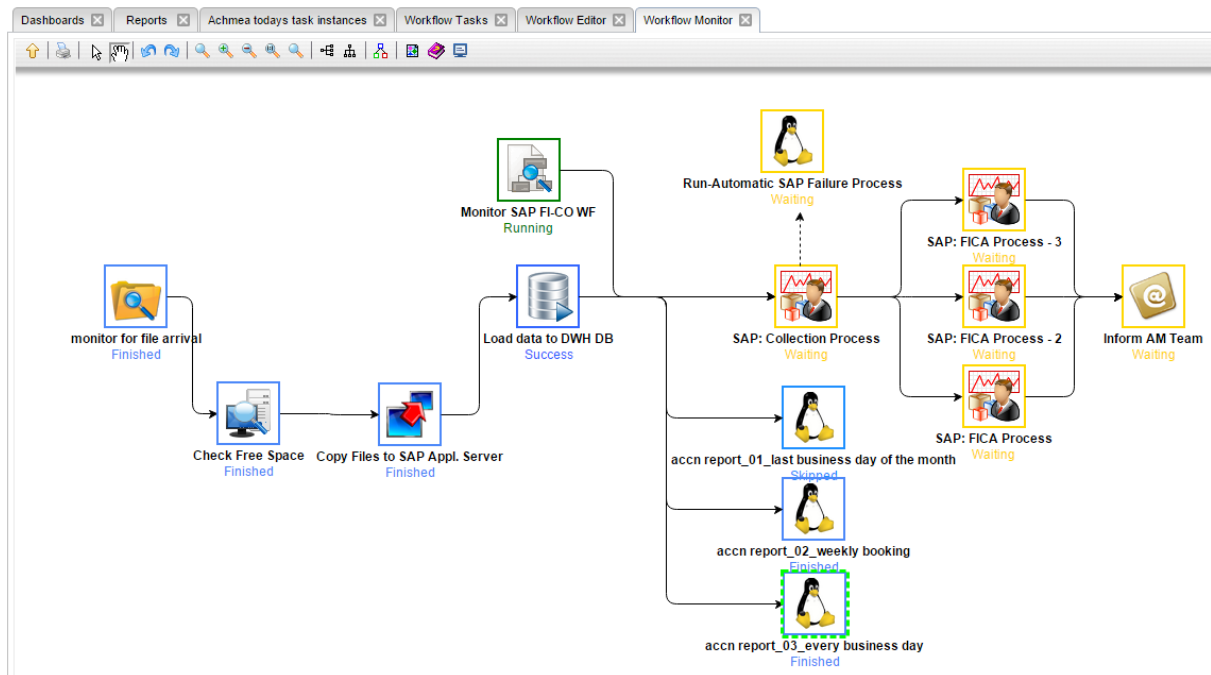 Dashboards
Reports
Achmea todays task instances
Workflow Tasks
Workflow Editor
Workflow Monitor
Run-Automatic SAP Failure Process
Waiting
Monitor SAP FI-CO WF
Running
SAP: FICA Process - 3
Waiting
monitor for file arrival
Finished
Load data to DWH DB
Success
SAP: Collection Process
Waiting
SAP: FICA Process - 2
Waiting
Inform AM Team
Waiting
Check Free Space
Finished
Copy Files to SAP Appl. Server
Finished
SAP: FICA Process
Waiting
accn report_01_last business day of the month
Skipped
accn report_02_weekly booking
Finished
accn report_03_every business day
Finished